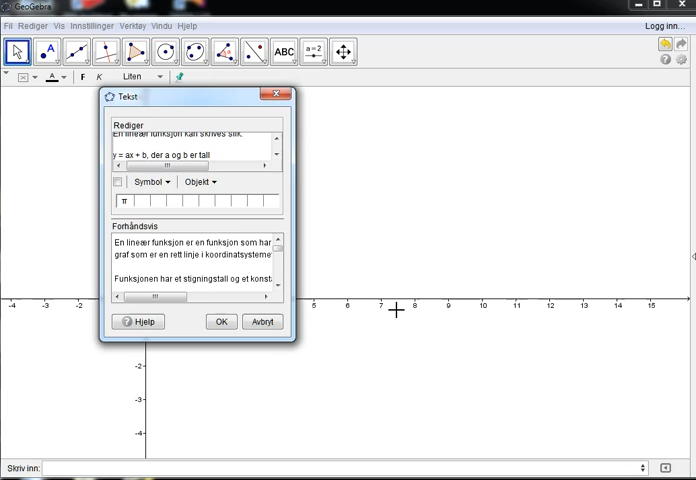 GeoGebra
Fil Rediger Vis Innstillinger Verktøy Vindu Hjelp Logg inn...
ABC a = 2
F K Liten
Tekst
Rediger
En lineær funksjon kan skrives slik:
y = ax + b, der a og b er tall
Symbol Objekt
π
Forhåndsvis
En lineær funksjon er en funksjon som har
graf som er en rett linje i koordinatsysteme
Funksjonen har et stigningstall og et konst
Hjelp OK Avbryt
-4 -3 5 6 7 8 9 10 11 12 13 14 15
-2
-3
-4
Skriv inn: